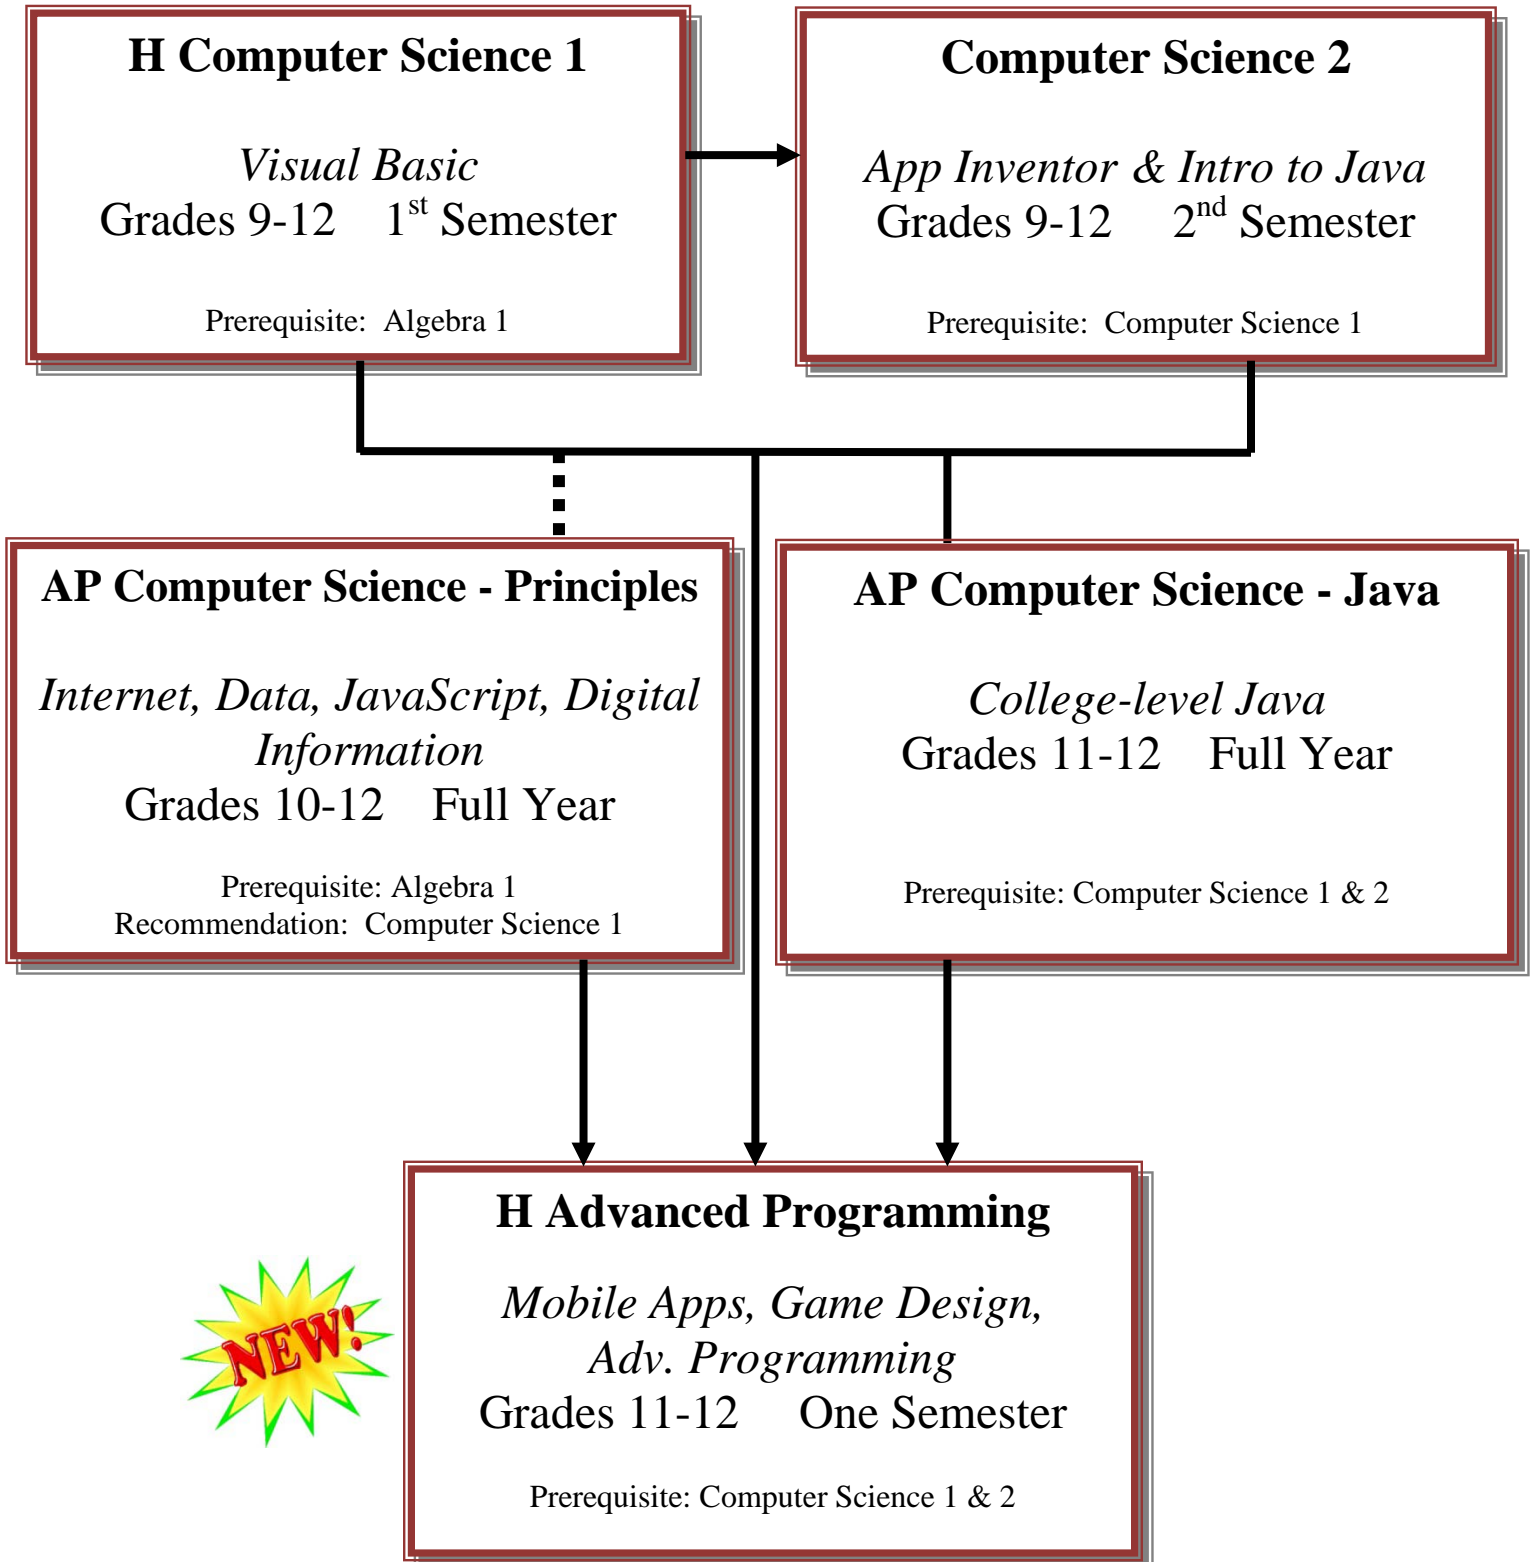 H Computer Science 1
Visual Basic
Grades 9-12 1st Semester
Prerequisite: Algebra 1
Computer Science 2
App Inventor & Intro to Java
Grades 9-12 2nd Semester
Prerequisite: Computer Science 1
AP Computer Science - Principles
Internet, Data, JavaScript, Digital
Information
Grades 10-12 Full Year
Prerequisite: Algebra 1
Recommendation: Computer Science 1
AP Computer Science - Java
College-level Java
Grades 11-12 Full Year
Prerequisite: Computer Science 1 & 2
NEW!
H Advanced Programming
Mobile Apps, Game Design,
Adv. Programming
Grades 11-12 One Semester
Prerequisite: Computer Science 1 & 2